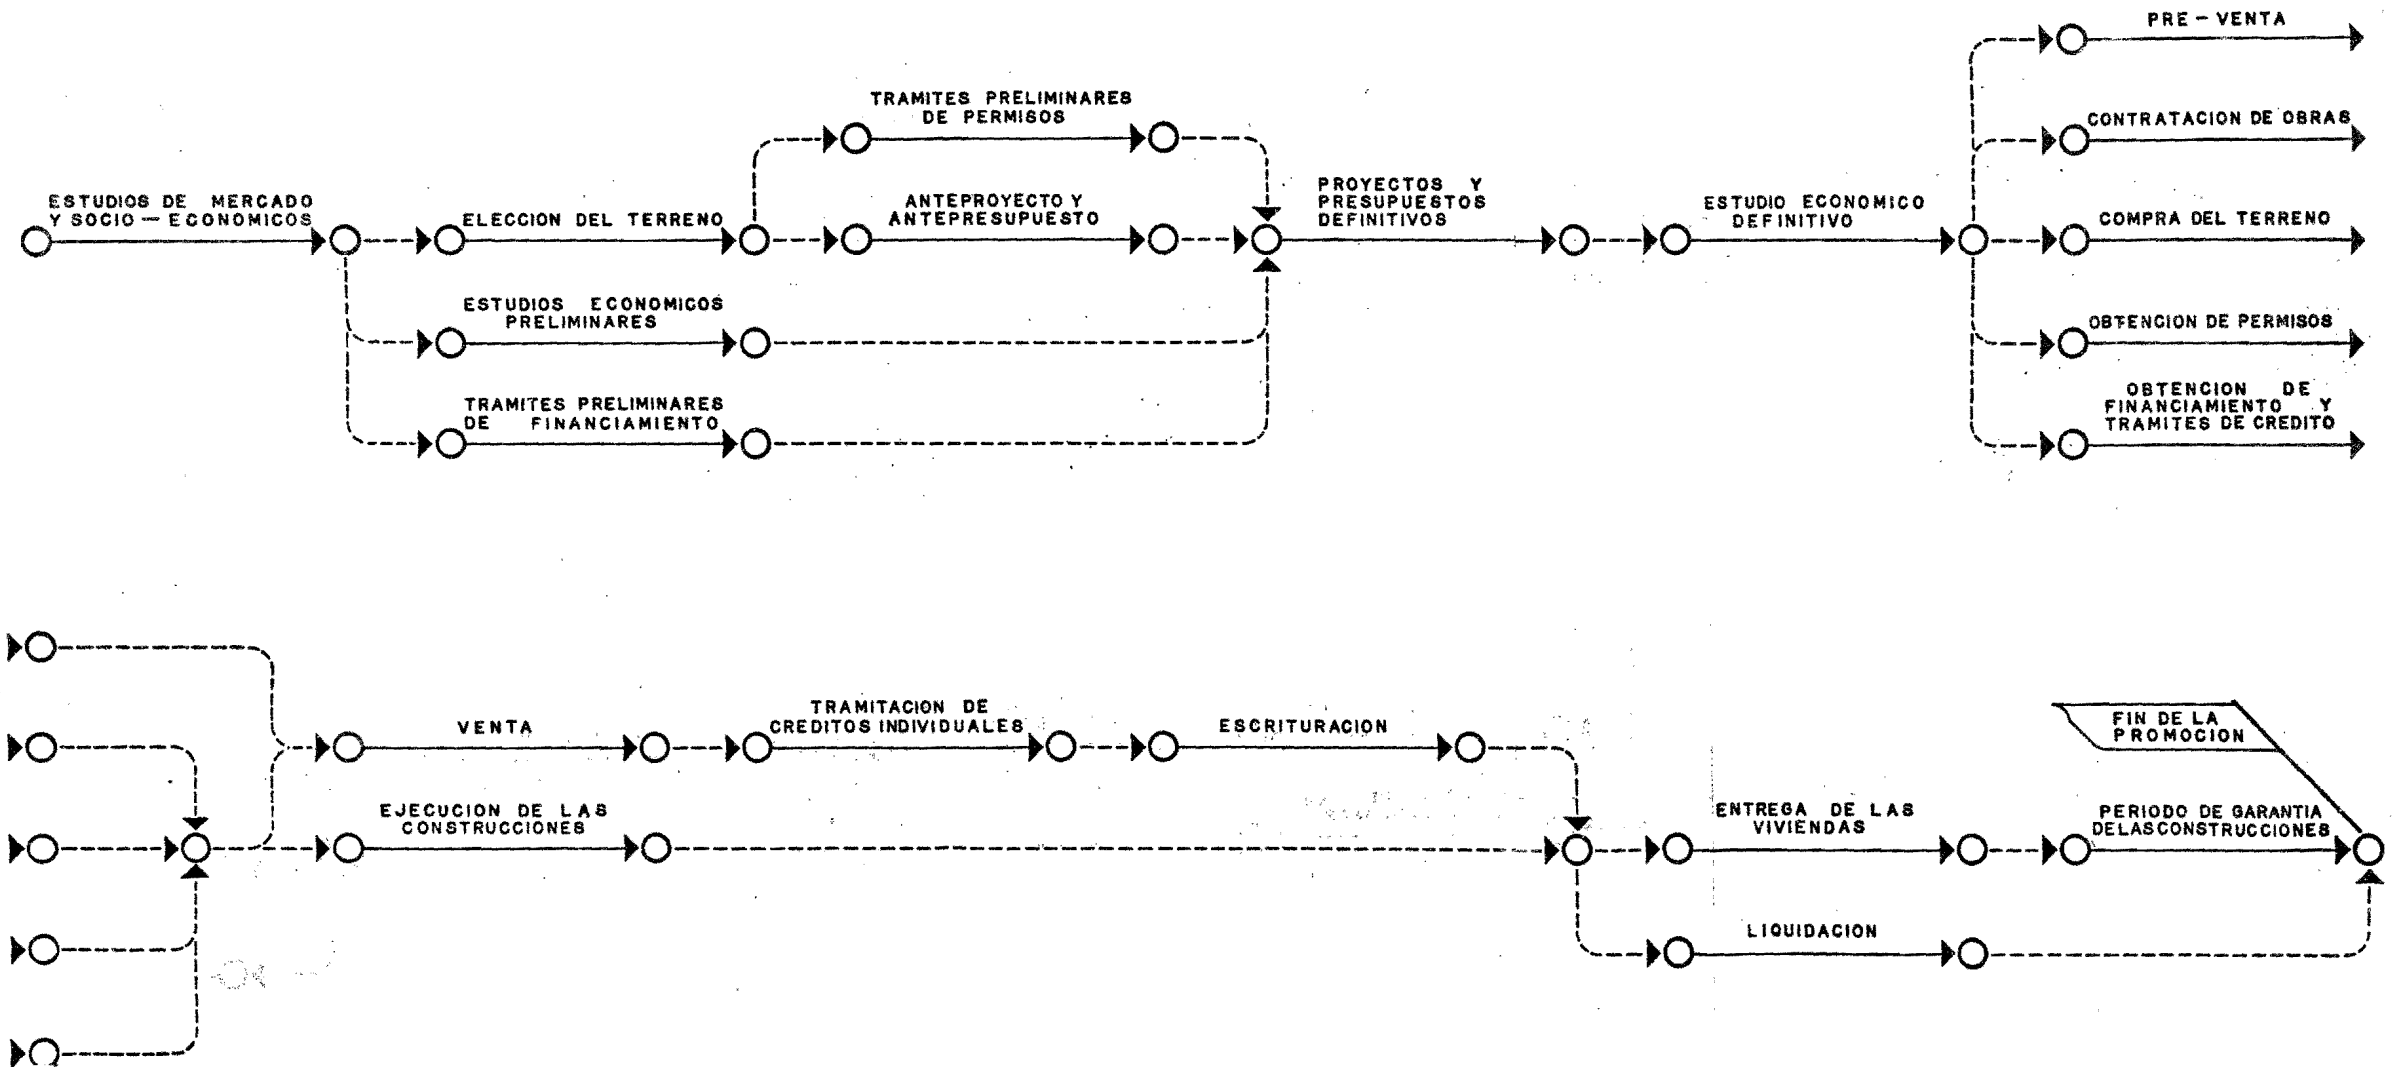 PRE - VENTA
TRAMITES PRELIMINARES
DE PERMISOS
CONTRATACION DE OBRAS
ESTUDIOS DE MERCADO
Y SOCIO - ECONOMICOS
ELECCION DEL TERRENO
ANTEPROYECTO Y
ANTEPRESUPUESTO
PROYECTOS Y
PRESUPUESTOS
DEFINITIVOS
ESTUDIO ECONOMICO
DEFINITIVO
COMPRA DEL TERRENO
ESTUDIOS ECONOMICOS
PRELIMINARES
OBTENCION DE PERMISOS
TRAMITES PRELIMINARES
DE FINANCIAMIENTO
OBTENCION DE
FINANCIAMIENTO Y
TRAMITES DE CREDITO
VENTA
TRAMITACION DE
CREDITOS INDIVIDUALES
ESCRITURACION
FIN DE LA
PROMOCION
EJECUCION DE LAS
CONSTRUCCIONES
ENTREGA DE LAS
VIVIENDAS
PERIODO DE GARANTIA
DELASCONSTRUCCIONES
LIQUIDACION